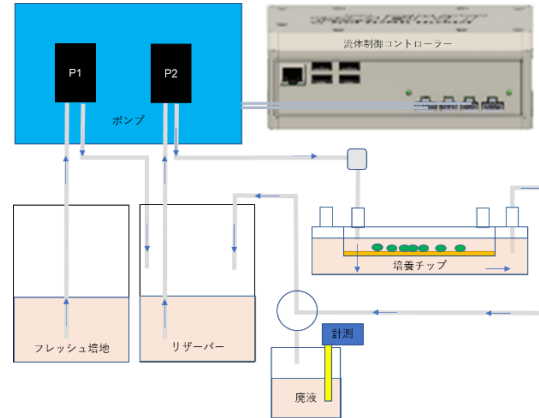 流体制御コントローラー
P1
P2
ポンプ
培養チップ
計測
フレッシュ培地
リザーバー
廃液